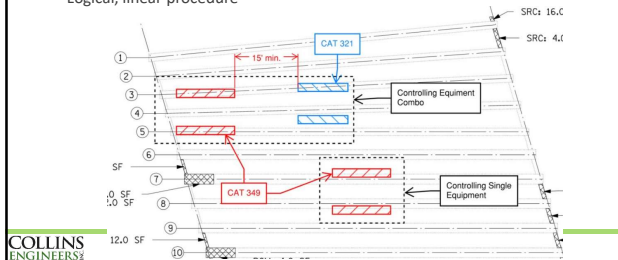 Logical, linear procedure
SRC: 16.0
SRC: 4.0
CAT 321
1
15' min.
2
3
Controlling Equiment
Combo
4
5
6
SF
7
.0 SF
2.0 SF
CAT 349
Controlling Single
Equipment
8
9
12.0 SF
10
COLLINS
ENGINEERS